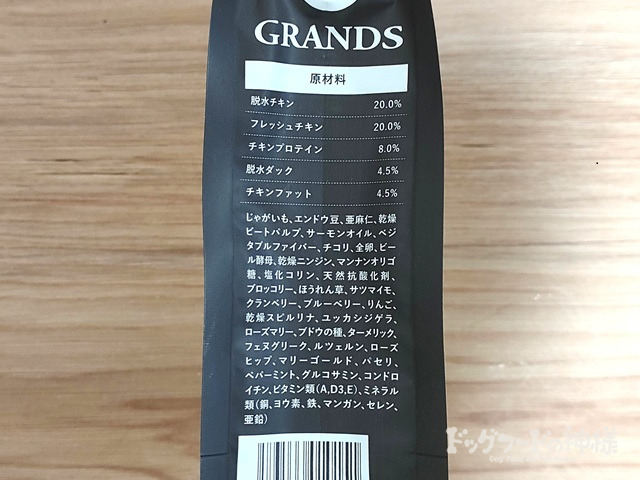 GRANDS
原材料
脱水チキン 20.0%
フレッシュチキン 20.0%
チキンプロテイン 8.0%
脱水ダック 4.5%
チキンファット 4.5%
じゃがいも、エンドウ豆、亜麻仁、乾燥
ビートパルプ、サーモンオイル、ベジ
タブルファイバー、チコリ、全卵、ビー
ル酵母、乾燥ニンジン、マンナンオリゴ
糖、塩化コリン、天然抗酸化剤、
ブロッコリー、ほうれん草、サツマイモ、
クランベリー、ブルーベリー、りんご、
乾燥スピルリナ、ユッカシジゲラ、
ローズマリー、ブドウの種、ターメリック、
フェヌグリーク、ルツェルン、ローズ
ヒップ、マリーゴールド、パセリ、
ペパーミント、グルコサミン、コンドロ
イチン、ビタミン類(A,D3,E)、ミネラル
類(銅、ヨウ素、鉄、マンガン、セレン、
亜鉛)
ドッグフードの神様